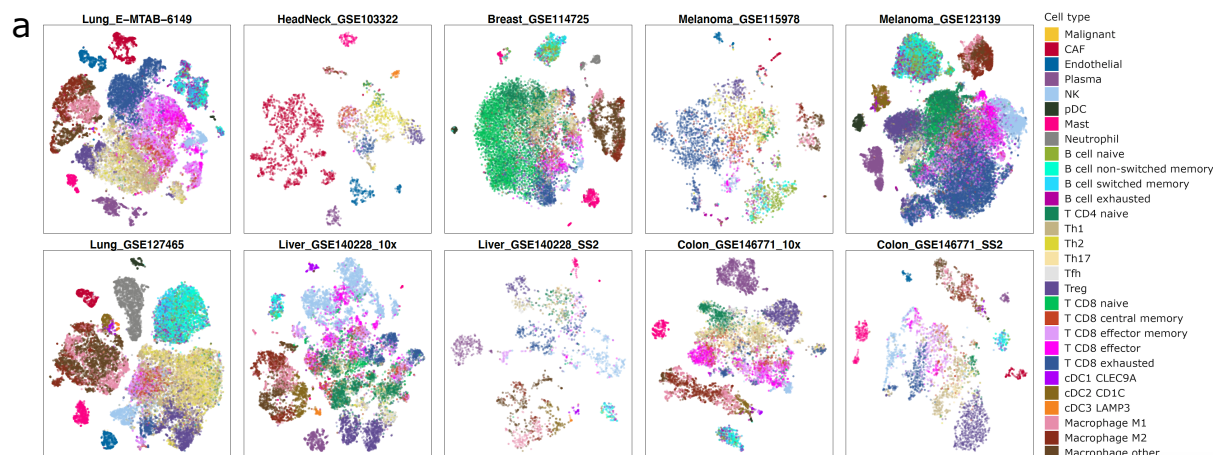 a
Lung_E−MTAB−6149
HeadNeck_GSE103322
Breast_GSE114725
Melanoma_GSE115978
Melanoma_GSE123139
Lung_GSE127465
Liver_GSE140228_10x
Liver_GSE140228_SS2
Colon_GSE146771_10x
Colon_GSE146771_SS2
Cell type
Malignant
CAF
Endothelial
Plasma
NK
pDC
Mast
Neutrophil
B cell naive
B cell non-switched memory
B cell switched memory
B cell exhausted
T CD4 naive
Th1
Th2
Th17
Tfh
Treg
T CD8 naive
T CD8 central memory
T CD8 effector memory
T CD8 effector
T CD8 exhausted
cDC1 CLEC9A
cDC2 CD1C
cDC3 LAMP3
Macrophage M1
Macrophage M2
Macrophage other